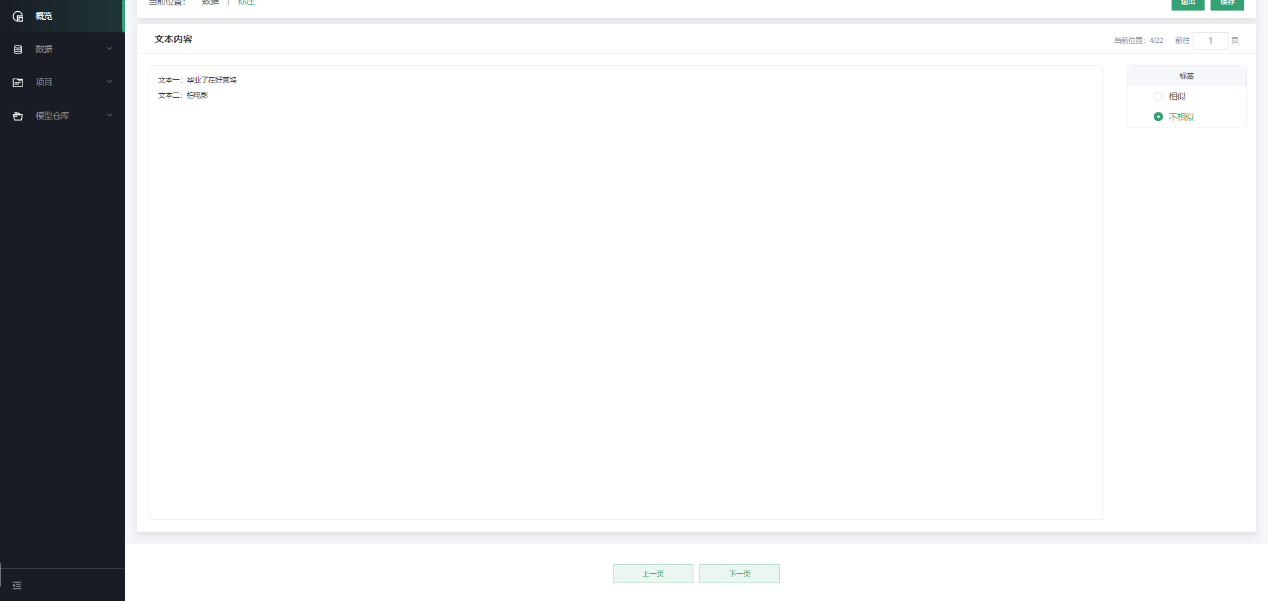 概览
数据
项目
模型仓库
当前位置： 数据 | 标注
退出 保存
文本内容
当前位置：4/22 前往 1 页
文本一：毕业了在好莱坞
文本二：拍电影
标签
相似
不相似
上一页 下一页